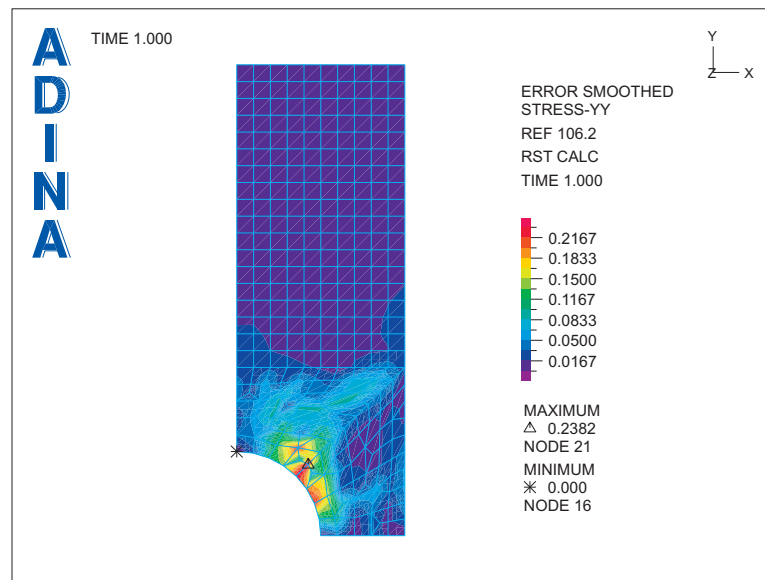 ADINA
TIME 1.000
Y
Z X
ERROR SMOOTHED
STRESS-YY
REF 106.2
RST CALC
TIME 1.000
0.2167
0.1833
0.1500
0.1167
0.0833
0.0500
0.0167
MAXIMUM
△ 0.2382
NODE 21
MINIMUM
✳ 0.000
NODE 16